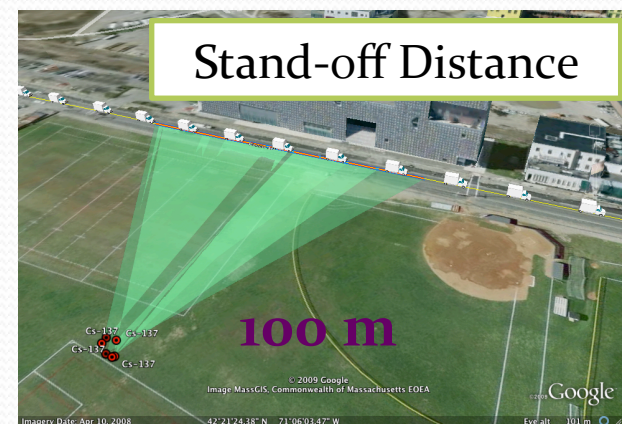 Stand-off Distance
Cs-137
Cs-137
Cs-137
Cs-137
100 m
© 2009 Google
Image MassGIS, Commonwealth of Massachusetts EOEA
©2009 Google
Imagery Date: Apr 10, 2008
42°21'24.38" N
71°06'03.47" W
Eye alt
101 m